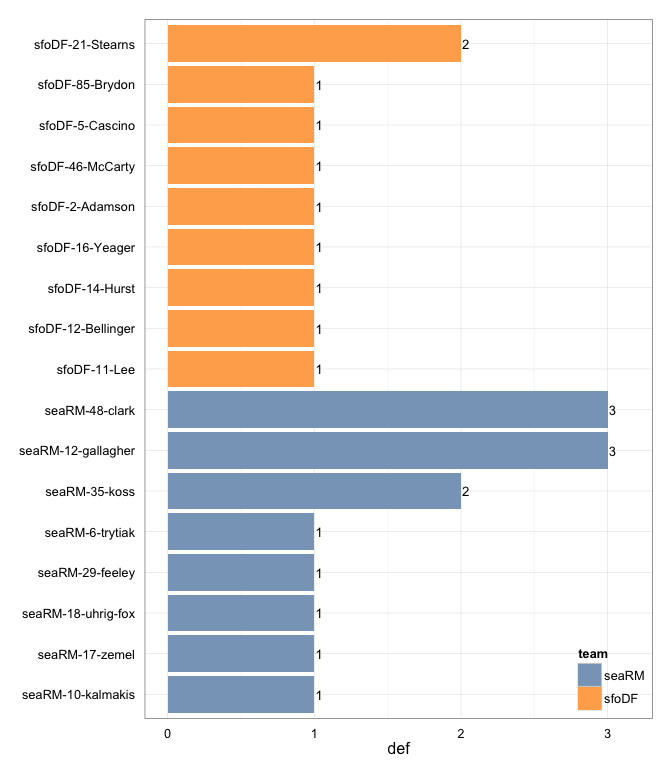 sfoDF-21-Stearns 2
sfoDF-85-Brydon 1
sfoDF-5-Cascino 1
sfoDF-46-McCarty 1
sfoDF-2-Adamson 1
sfoDF-16-Yeager 1
sfoDF-14-Hurst 1
sfoDF-12-Bellinger 1
sfoDF-11-Lee 1
seaRM-48-clark 3
seaRM-12-gallagher 3
seaRM-35-koss 2
seaRM-6-trytiak 1
seaRM-29-feeley 1
seaRM-18-uhrig-fox 1
seaRM-17-zemel 1
seaRM-10-kalmakis 1
team
seaRM
sfoDF
0 1 2 3
def